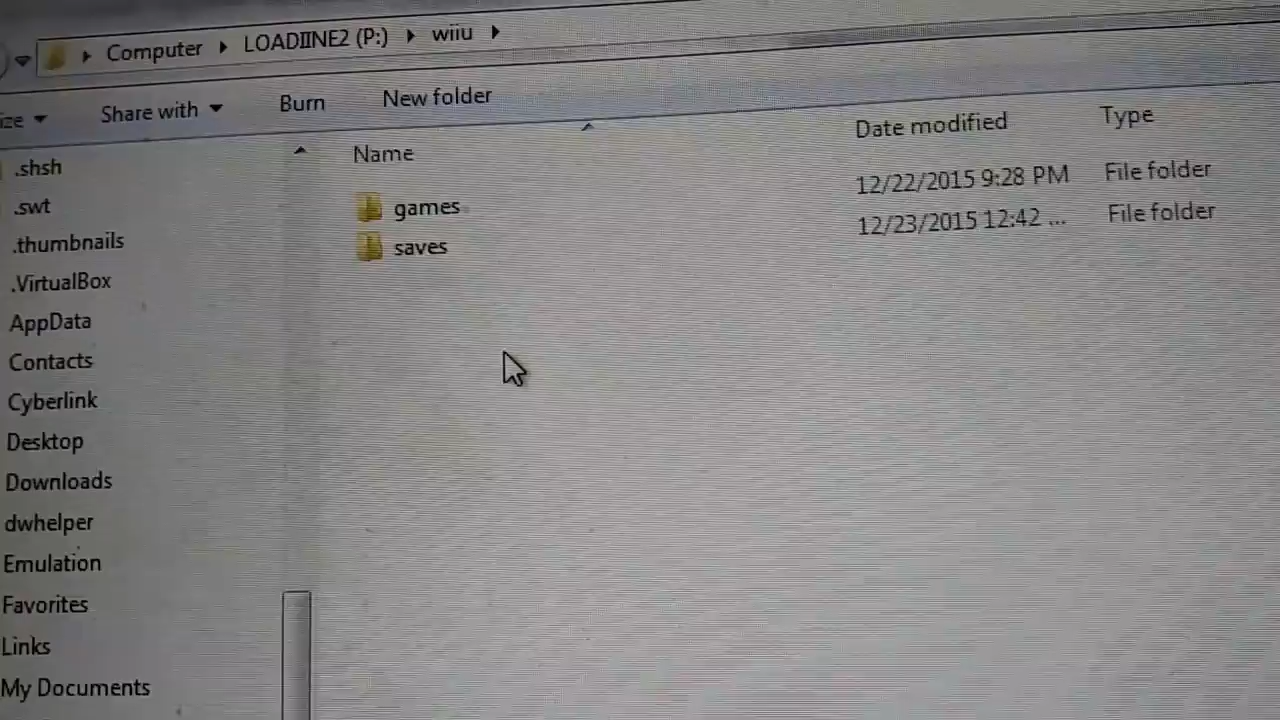 Computer LOADIINE2 (P:) wiiu
Share with Burn New folder
Name Date modified Type
games 12/22/2015 9:28 PM File folder
saves 12/23/2015 12:42 ... File folder
.shsh
.swt
.thumbnails
.VirtualBox
AppData
Contacts
Cyberlink
Desktop
Downloads
dwhelper
Emulation
Favorites
Links
My Documents